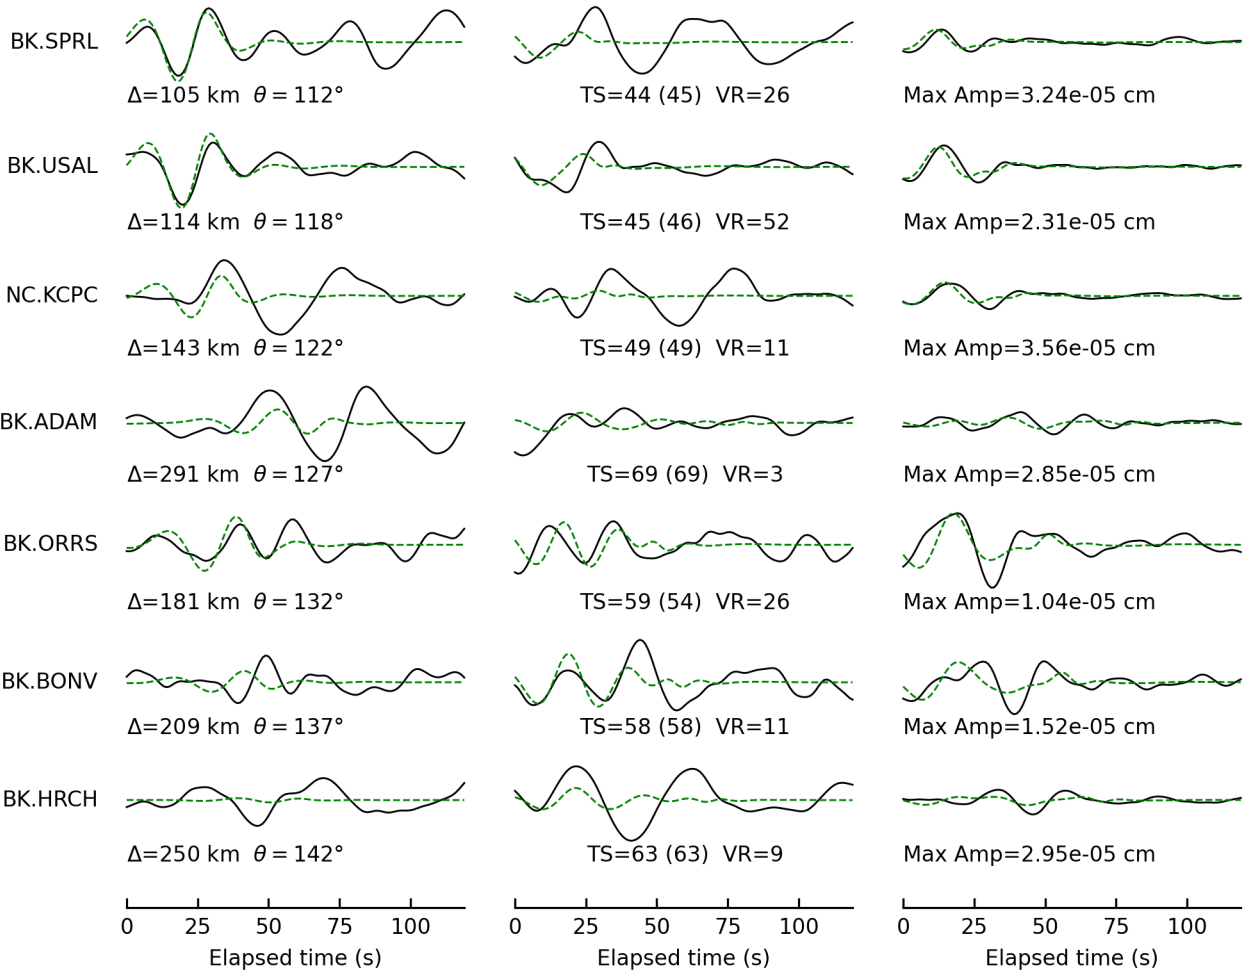 BK.SPRL
Δ=105 km θ = 112° TS=44 (45) VR=26 Max Amp=3.24e-05 cm
BK.USAL
Δ=114 km θ = 118° TS=45 (46) VR=52 Max Amp=2.31e-05 cm
NC.KCPC
Δ=143 km θ = 122° TS=49 (49) VR=11 Max Amp=3.56e-05 cm
BK.ADAM
Δ=291 km θ = 127° TS=69 (69) VR=3 Max Amp=2.85e-05 cm
BK.ORRS
Δ=181 km θ = 132° TS=59 (54) VR=26 Max Amp=1.04e-05 cm
BK.BONV
Δ=209 km θ = 137° TS=58 (58) VR=11 Max Amp=1.52e-05 cm
BK.HRCH
Δ=250 km θ = 142° TS=63 (63) VR=9 Max Amp=2.95e-05 cm
0 25 50 75 100 0 25 50 75 100 0 25 50 75 100
Elapsed time (s) Elapsed time (s) Elapsed time (s)